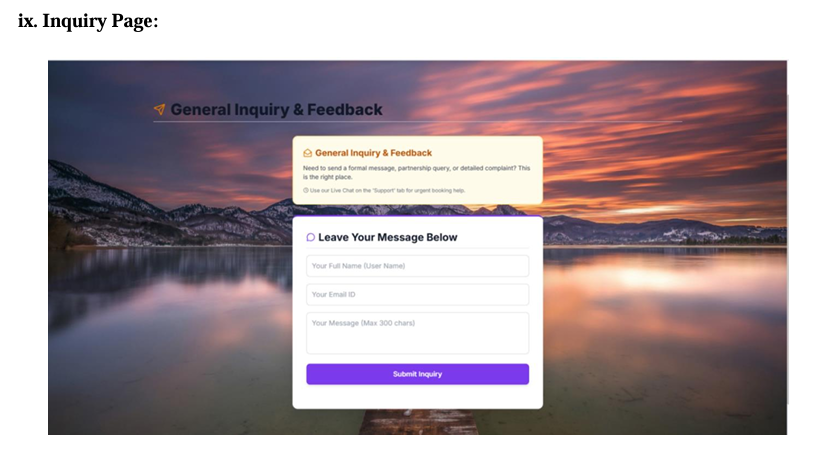 ix. Inquiry Page:
General Inquiry & Feedback
General Inquiry & Feedback
Need to send a formal message, partnership query, or detailed complaint? This
is the right place.
Use our Live Chat on the 'Support' tab for urgent booking help.
Leave Your Message Below
Your Full Name (User Name)
Your Email ID
Your Message (Max 300 chars)
Submit Inquiry